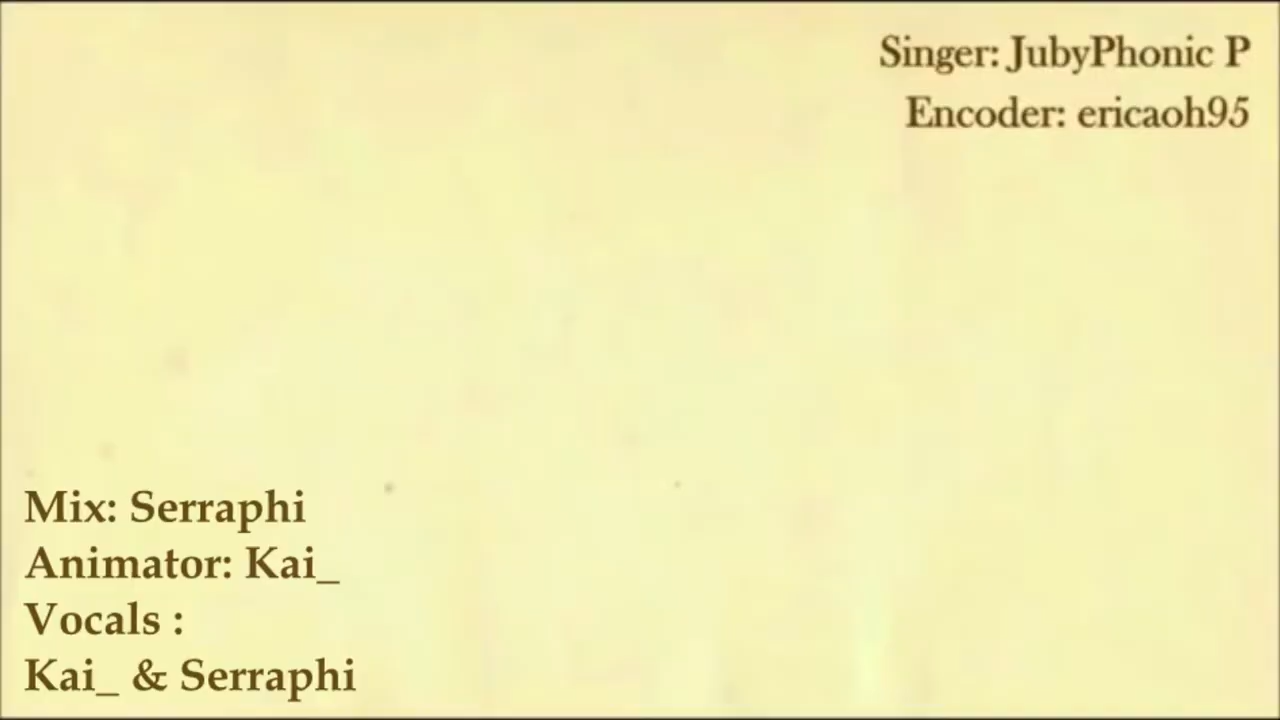 Singer: JubyPhonic P
Encoder: ericaoh95
Mix: Serraphi
Animator: Kai_
Vocals :
Kai_ & Serraphi